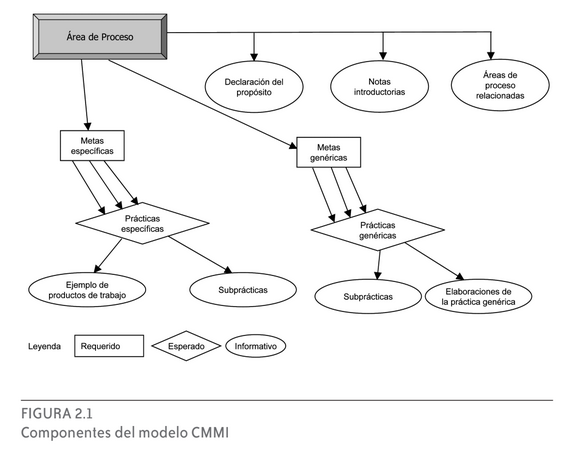 Área de Proceso
Declaración del
propósito
Notas
introductorias
Áreas de
proceso
relacionadas
Metas
específicas
Metas
genéricas
Prácticas
específicas
Prácticas
genéricas
Ejemplo de
productos de trabajo
Subprácticas
Subprácticas
Elaboraciones de
la práctica genérica
Leyenda
Requerido
Esperado
Informativo
FIGURA 2.1
Componentes del modelo CMMI